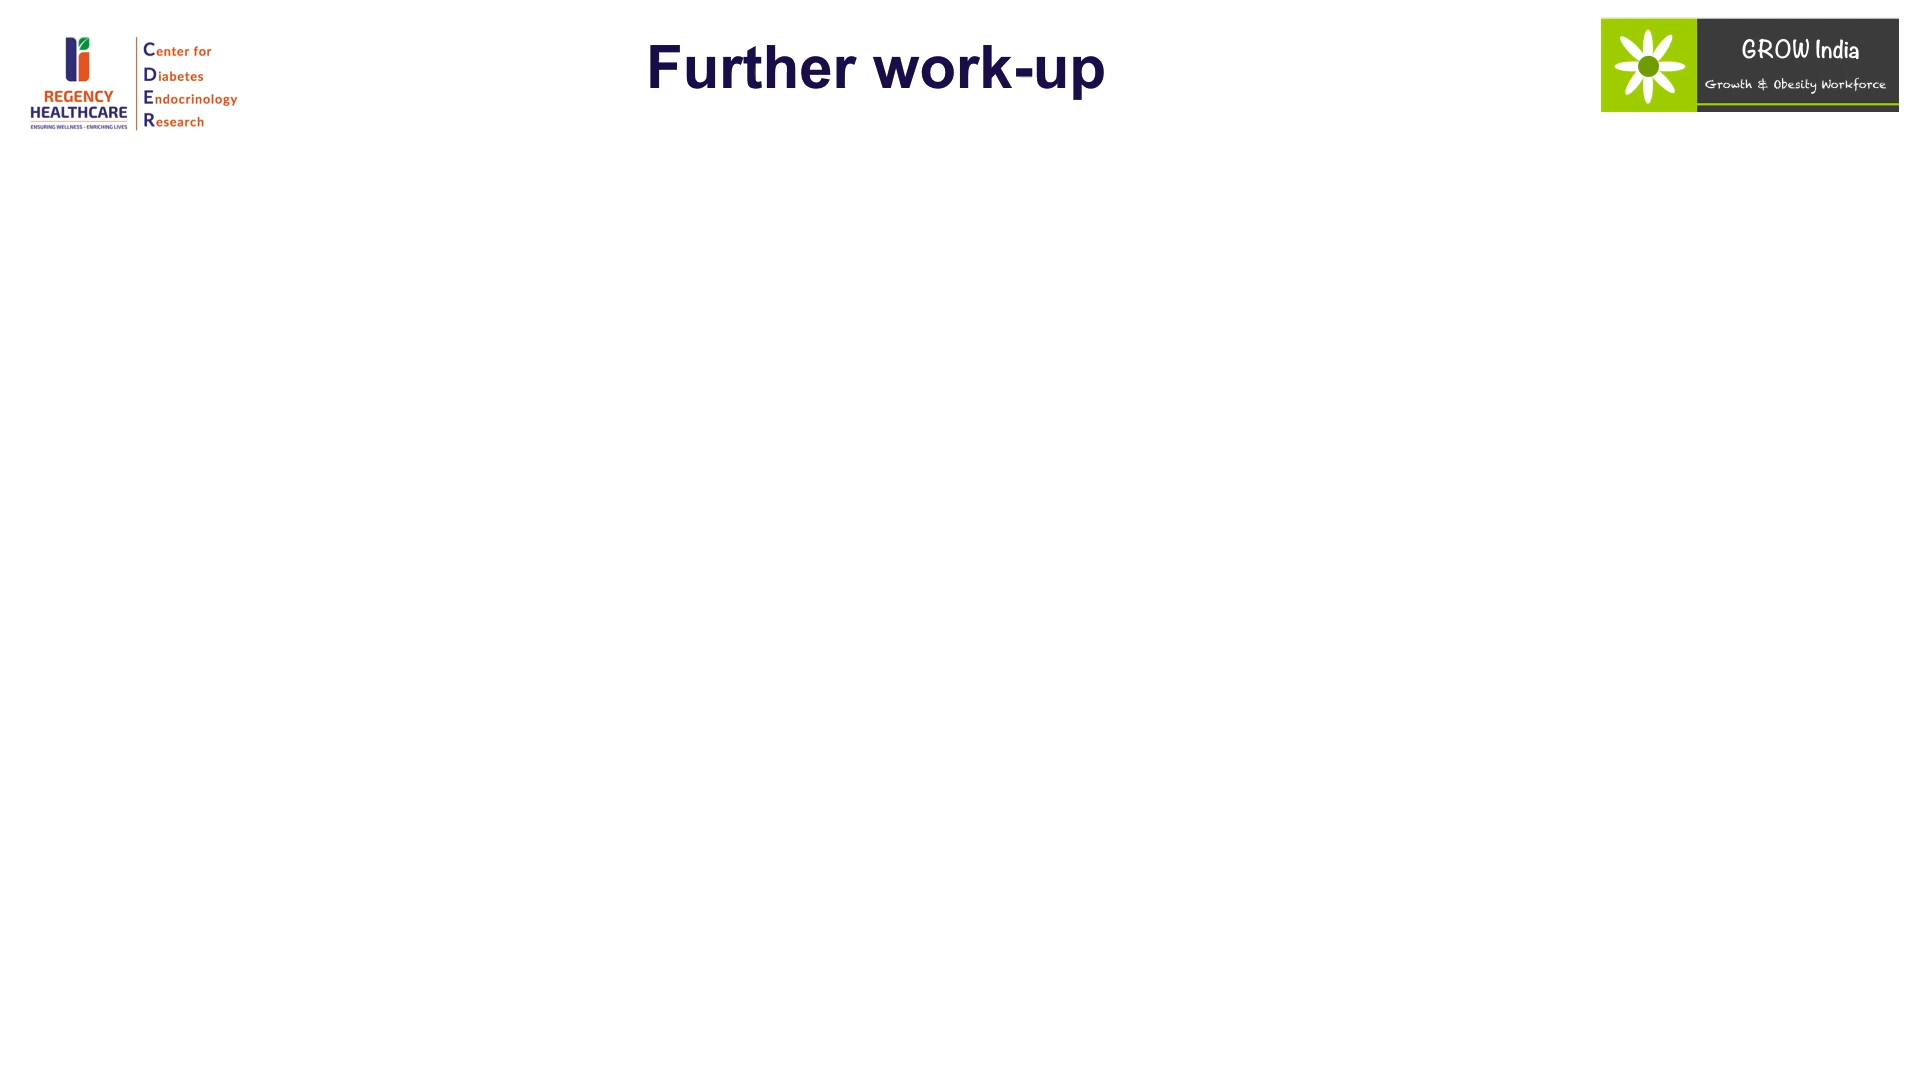 REGENCY
HEALTHCARE
ENSURING WELLNESS - ENRICHING LIVES
Center for
Diabetes
Endocrinology
Research
Further work-up
GROW India
Growth & Obesity Workforce